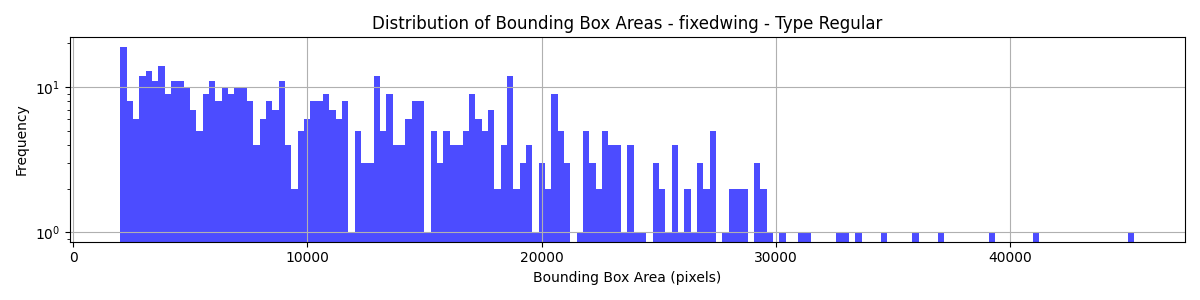 Distribution of Bounding Box Areas - fixedwing - Type Regular
Frequency
10¹
10⁰
0 10000 20000 30000 40000
Bounding Box Area (pixels)